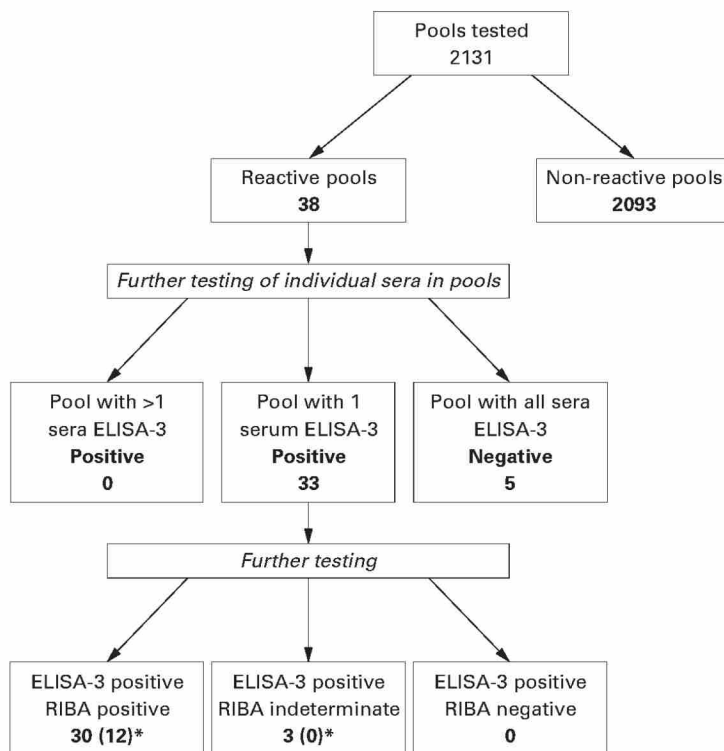 Pools tested
2131
Reactive pools
38
Non-reactive pools
2093
Further testing of individual sera in pools
Pool with >1
sera ELISA-3
Positive
0
Pool with 1
serum ELISA-3
Positive
33
Pool with all sera
ELISA-3
Negative
5
Further testing
ELISA-3 positive
RIBA positive
30 (12)*
ELISA-3 positive
RIBA indeterminate
3 (0)*
ELISA-3 positive
RIBA negative
0